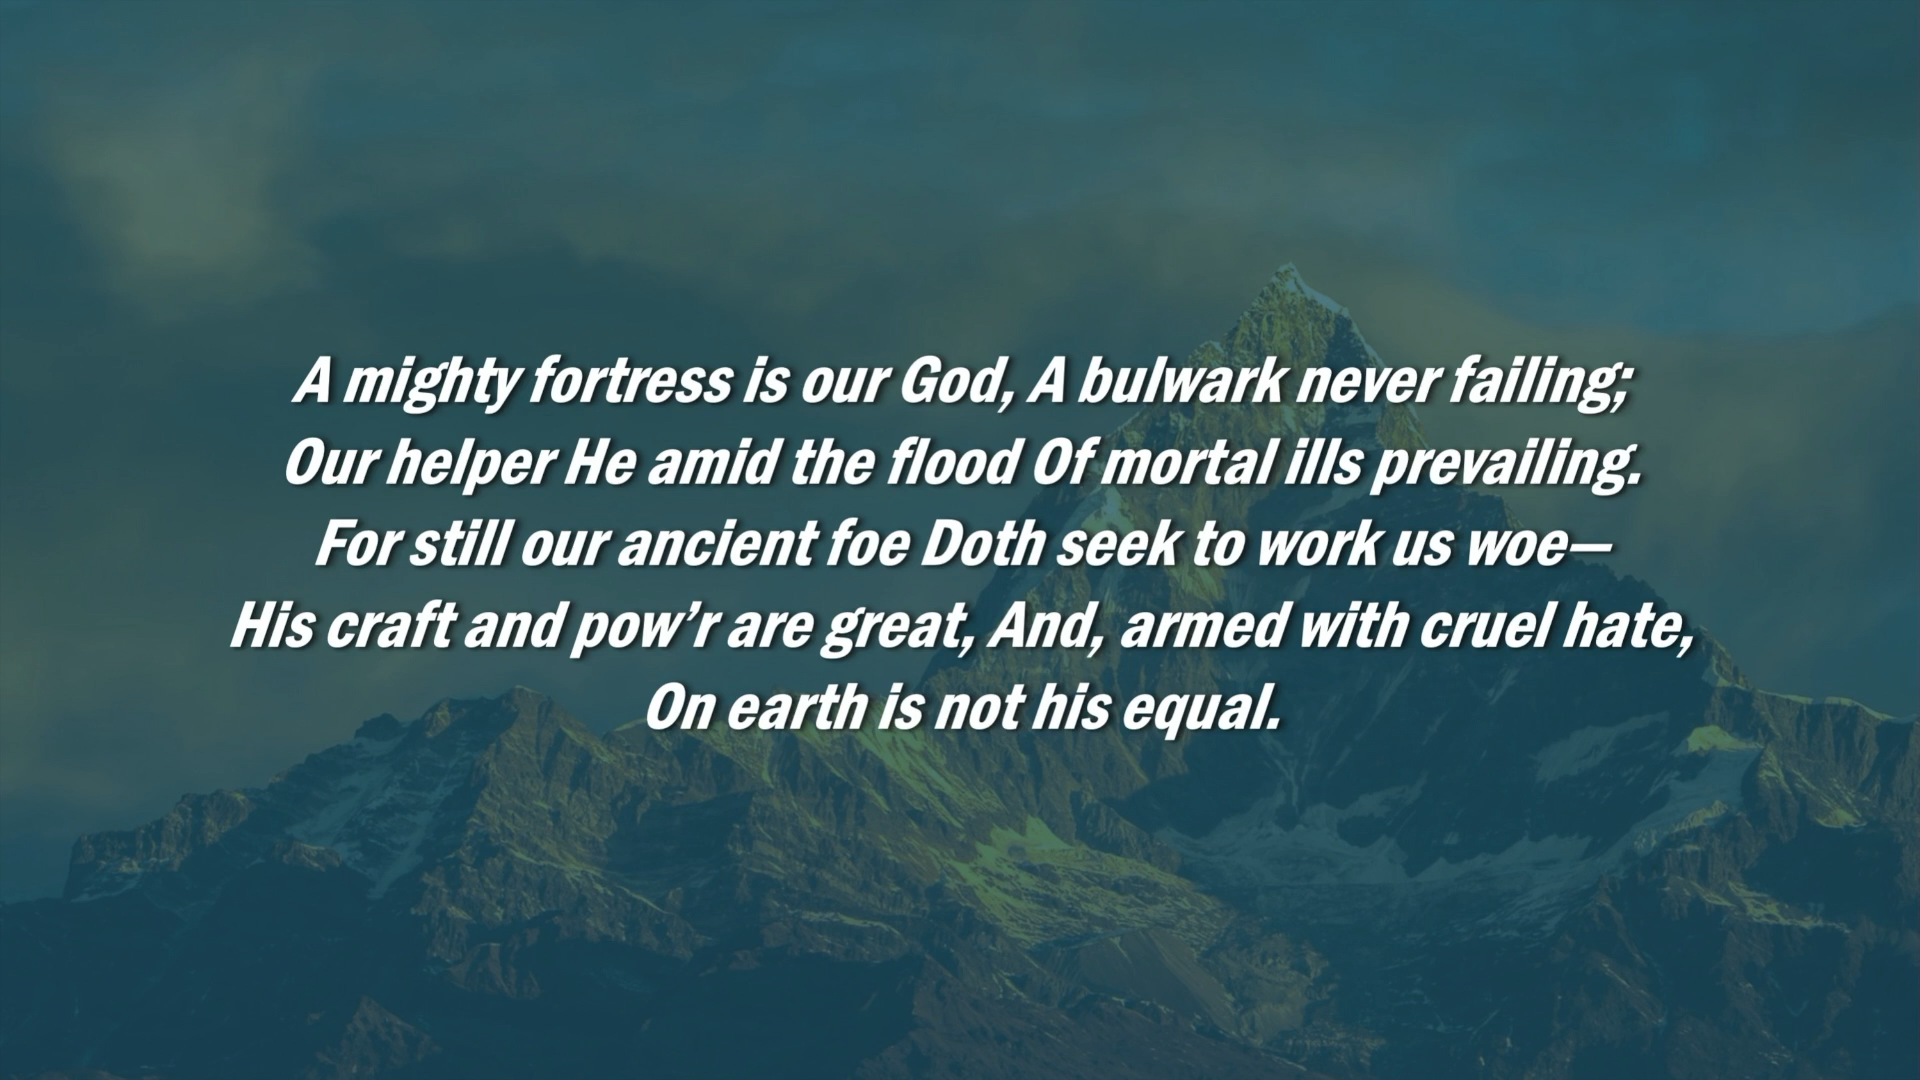 A mighty fortress is our God, A bulwark never failing;
Our helper He amid the flood Of mortal ills prevailing.
For still our ancient foe Doth seek to work us woe—
His craft and pow’r are great, And, armed with cruel hate,
On earth is not his equal.